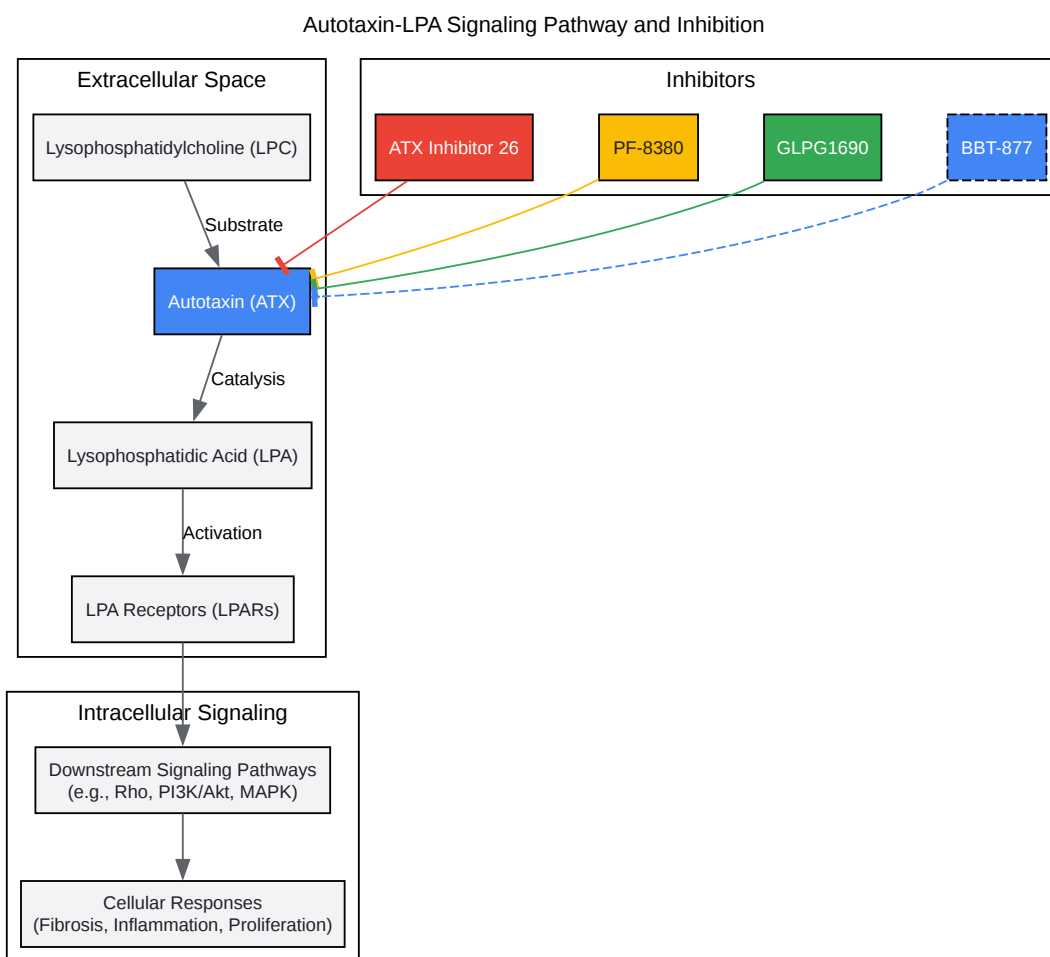 Autotaxin-LPA Signaling Pathway and Inhibition
Extracellular Space
Inhibitors
Lysophosphatidylcholine (LPC)
ATX Inhibitor 26
PF-8380
GLPG1690
BBT-877
Substrate
Autotaxin (ATX)
Catalysis
Lysophosphatidic Acid (LPA)
Activation
LPA Receptors (LPARs)
Intracellular Signaling
Downstream Signaling Pathways
(e.g., Rho, PI3K/Akt, MAPK)
Cellular Responses
(Fibrosis, Inflammation, Proliferation)